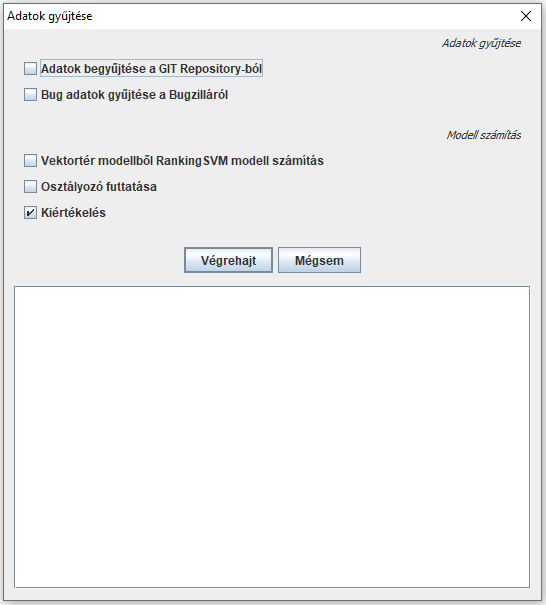 Adatok gyűjtése
Adatok gyűjtése
Adatok begyűjtése a GIT Repository-ból
Bug adatok gyűjtése a Bugzilláról
Modell számítás
Vektortér modellből RankingSVM modell számítás
Osztályozó futtatása
Kiértékelés
Végrehajt Mégsem